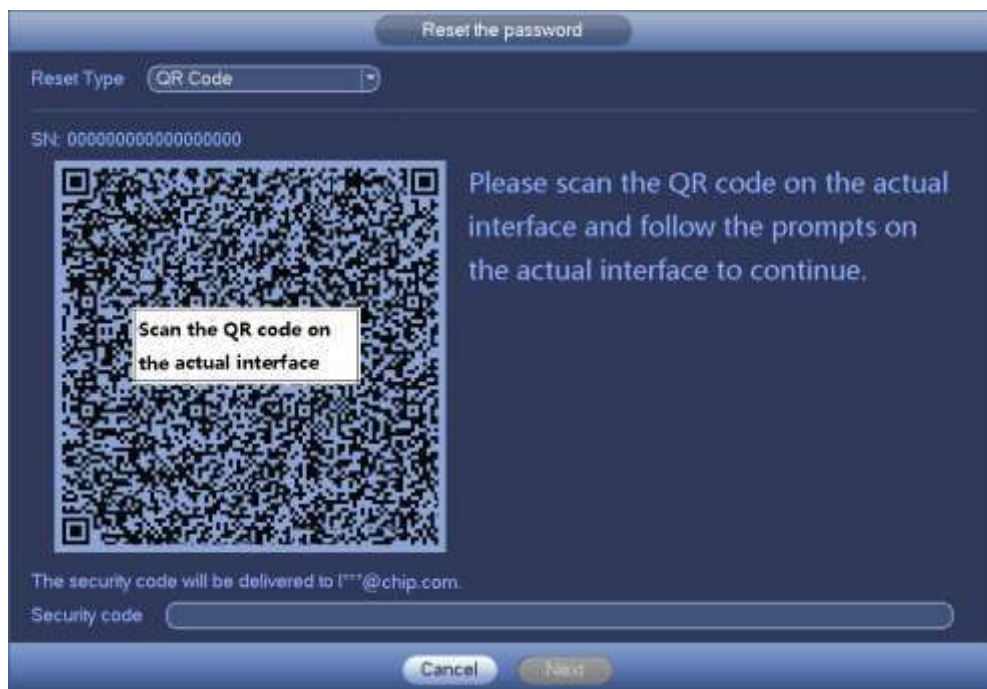 Reset the password
Reset Type QR Code
SN: 000000000000000000
Please scan the QR code on the actual
interface and follow the prompts on
the actual interface to continue.
Scan the QR code on
the actual interface
The security code will be delivered to l***@chip.com.
Security code
Cancel Next